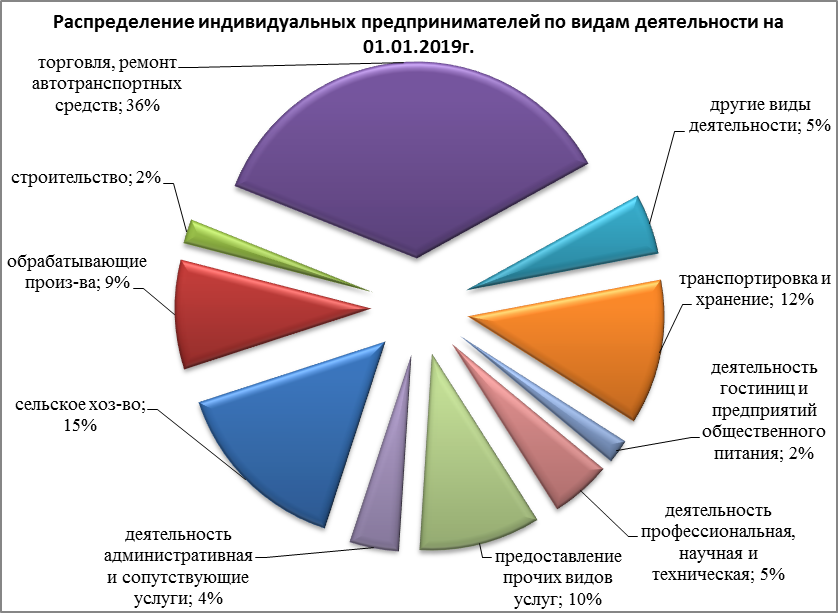 Распределение индивидуальных предпринимателей по видам деятельности на
01.01.2019г.
торговля, ремонт
автотранспортных
средств; 36%
другие виды
деятельности; 5%
строительство; 2%
обрабатывающие
произ-ва; 9%
транспортировка и
хранение; 12%
деятельность
гостиниц и
предприятий
общественного
питания; 2%
сельское хоз-во;
15%
деятельность
профессиональная,
научная и
техническая; 5%
деятельность
административная
и сопутствующие
услуги; 4%
предоставление
прочих видов
услуг; 10%